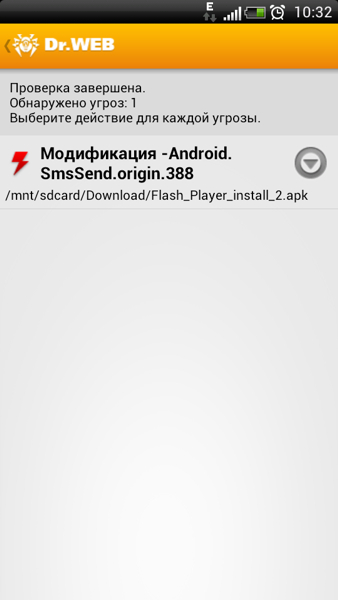 E
10:32
Dr.WEB
Проверка завершена.
Обнаружено угроз: 1
Выберите действие для каждой угрозы.
Модификация -Android.
SmsSend.origin.388
/mnt/sdcard/Download/Flash_Player_install_2.apk